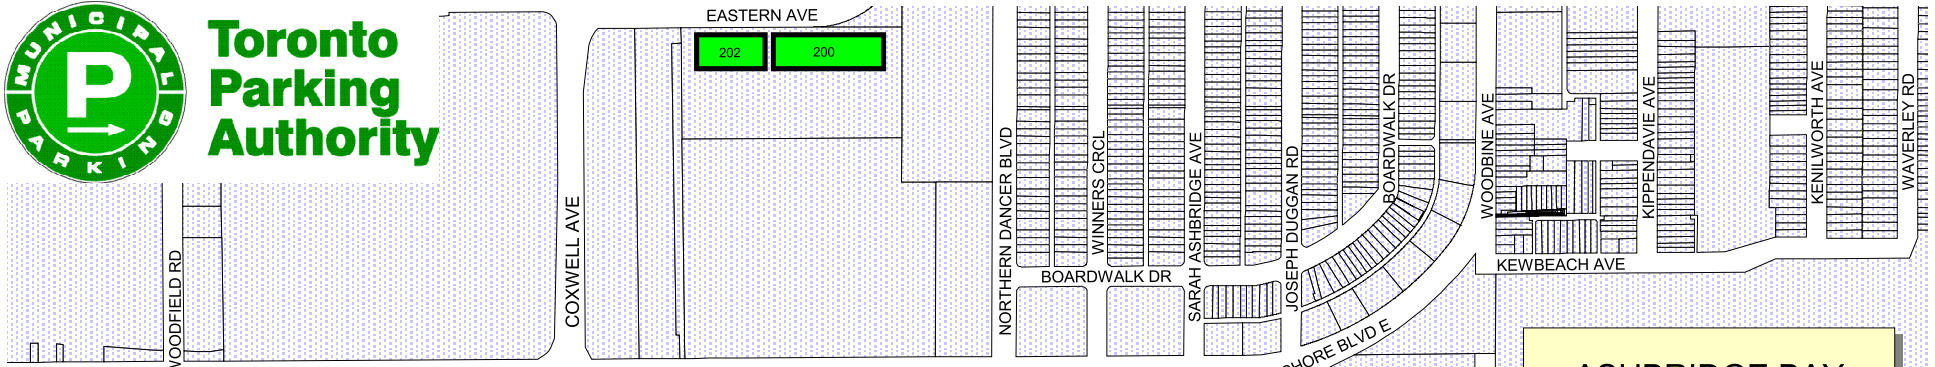 MUNICIPAL
P
PARKING
Toronto
Parking
Authority
EASTERN AVE
202
200
WOODFIELD RD
COXWELL AVE
NORTHERN DANCER BLVD
WINNERS CRCL
BOARDWALK DR
SARAH ASHBRIDGE AVE
JOSEPH DUGGAN RD
BOARDWALK DR
SHORE BLVD E
WOODBINE AVE
KEWBEACH AVE
KIPPENDAVIE AVE
KENILWORTH AVE
WAVERLEY RD
ASHBRIDGE BAY